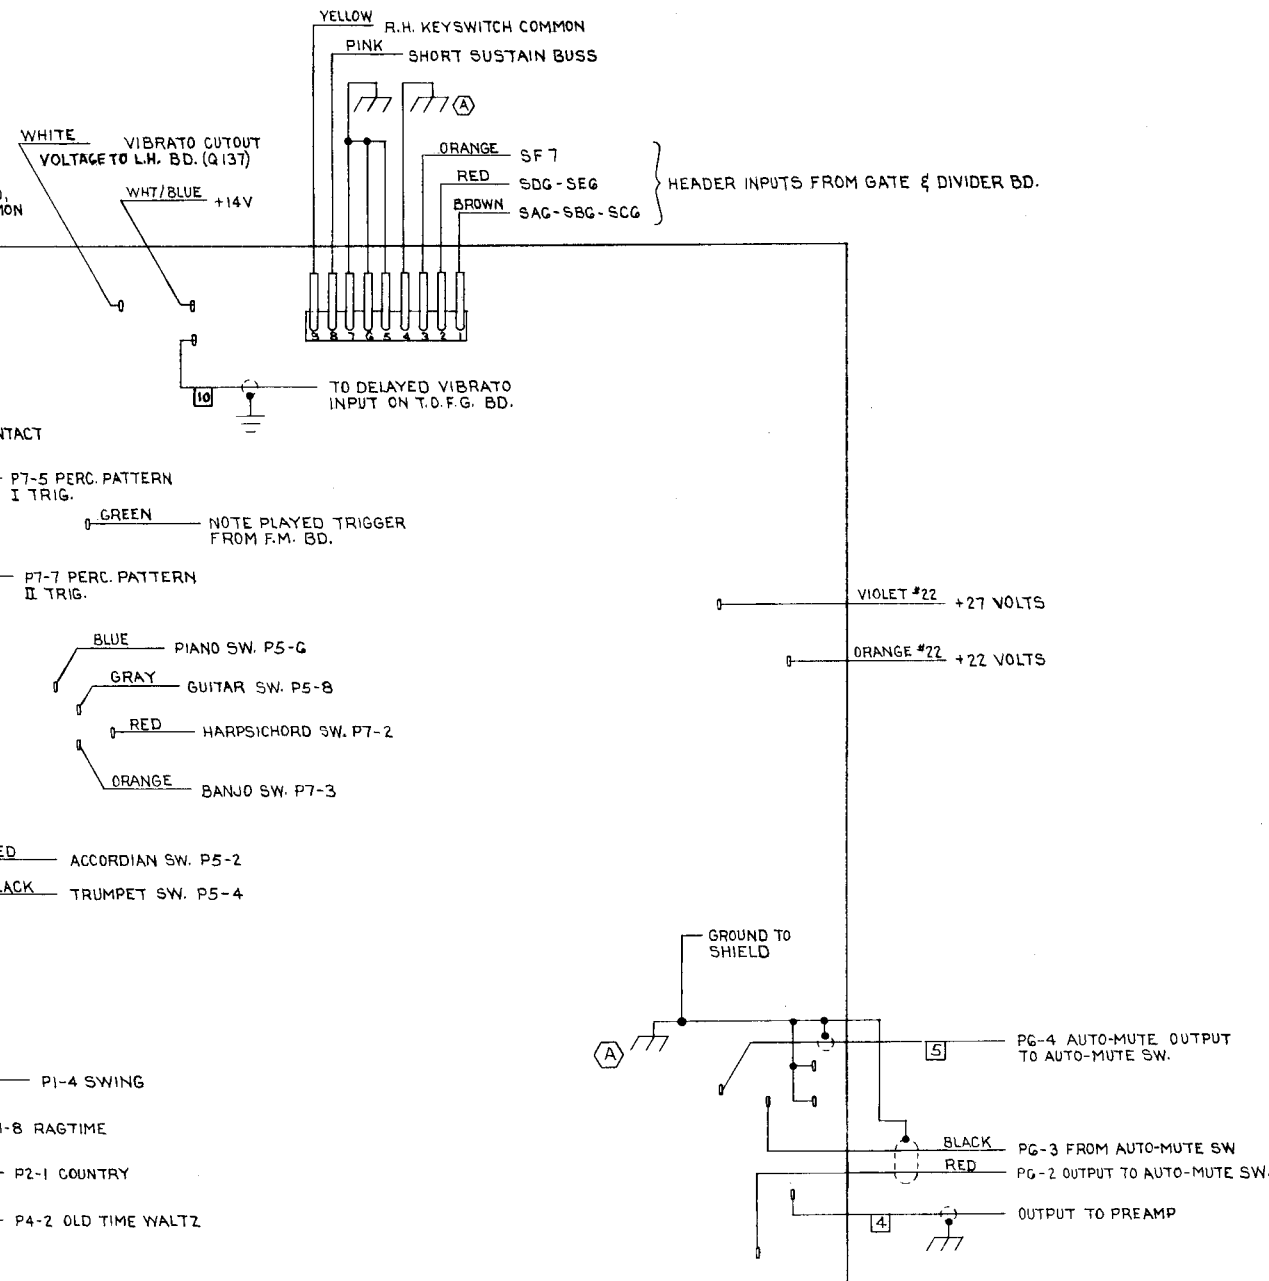 YELLOW
R.H. KEYSWITCH COMMON
PINK
SHORT SUSTAIN BUSS
A
WHITE
VIBRATO CUTOUT
VOLTAGE TO L.H. BD. (Q137)
ORANGE
SF7
RED
SDG-SEG
HEADER INPUTS FROM GATE & DIVIDER BD.
WHT/BLUE
+14V
BROWN
SAG-SBG-SCG
9 8 7 6 5 4 3 2 1
10
TO DELAYED VIBRATO
INPUT ON T.O.F.G. BD.
NTACT
P7-5 PERC. PATTERN
I TRIG.
GREEN
NOTE PLAYED TRIGGER
FROM F.M. BD.
P7-7 PERC. PATTERN
II TRIG.
VIOLET #22
+27 VOLTS
BLUE
PIANO SW. P5-6
ORANGE #22
+22 VOLTS
GRAY
GUITAR SW. P5-8
RED
HARPSICHORD SW. P7-2
ORANGE
BANJO SW. P7-3
ED
ACCORDIAN SW. P5-2
LACK
TRUMPET SW. P5-4
GROUND TO
SHIELD
A
5
P6-4 AUTO-MUTE OUTPUT
TO AUTO-MUTE SW.
P1-4 SWING
-8 RAGTIME
BLACK
P6-3 FROM AUTO-MUTE SW
RED
P6-2 OUTPUT TO AUTO-MUTE SW.
P2-1 COUNTRY
4
OUTPUT TO PREAMP
P4-2 OLD TIME WALTZ